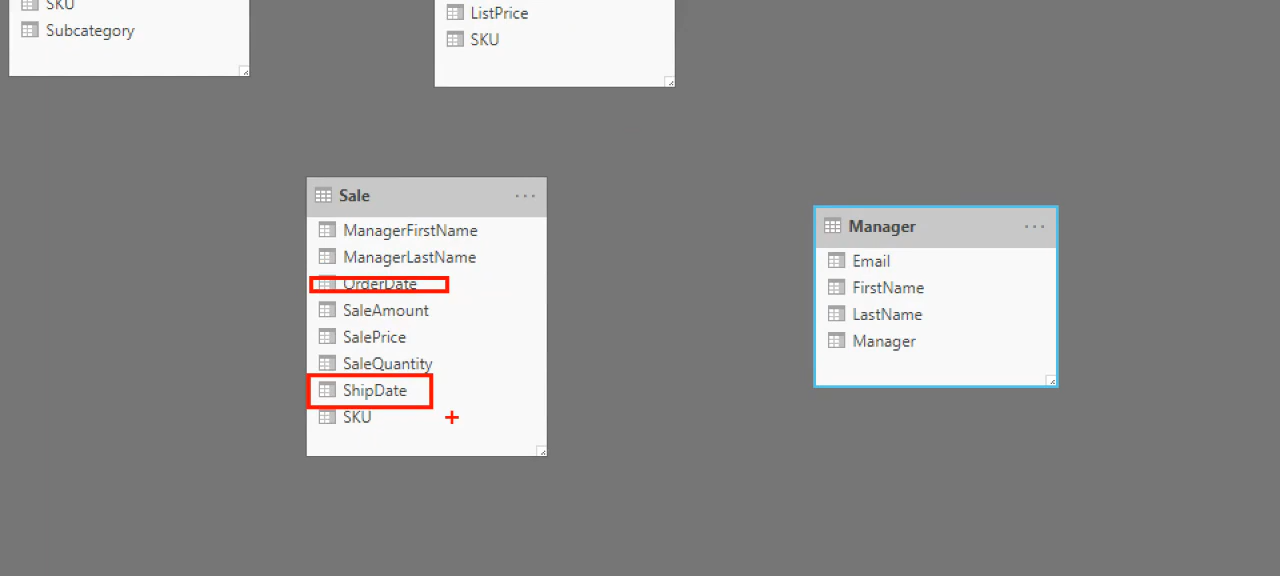 SKU
Subcategory
ListPrice
SKU
Sale
ManagerFirstName
ManagerLastName
OrderDate
SaleAmount
SalePrice
SaleQuantity
ShipDate
SKU
Manager
Email
FirstName
LastName
Manager